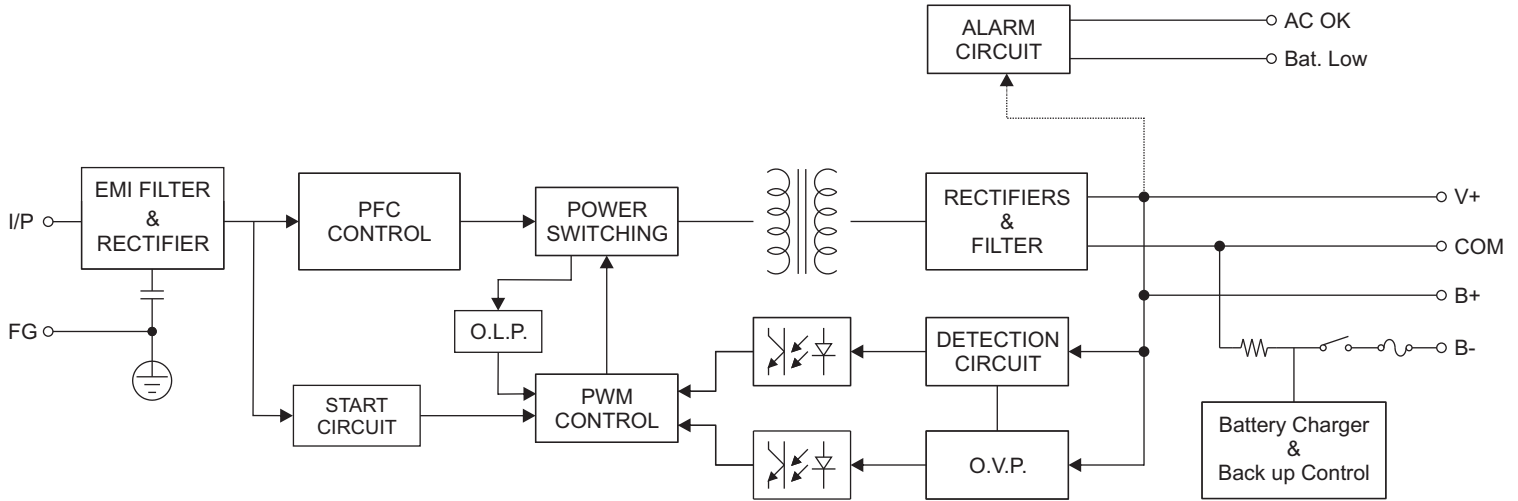 ALARM
CIRCUIT
AC OK
Bat. Low
I/P
EMI FILTER
&
RECTIFIER
PFC
CONTROL
POWER
SWITCHING
RECTIFIERS
&
FILTER
V+
COM
B+
B-
FG
O.L.P.
DETECTION
CIRCUIT
START
CIRCUIT
PWM
CONTROL
O.V.P.
Battery Charger
&
Back up Control